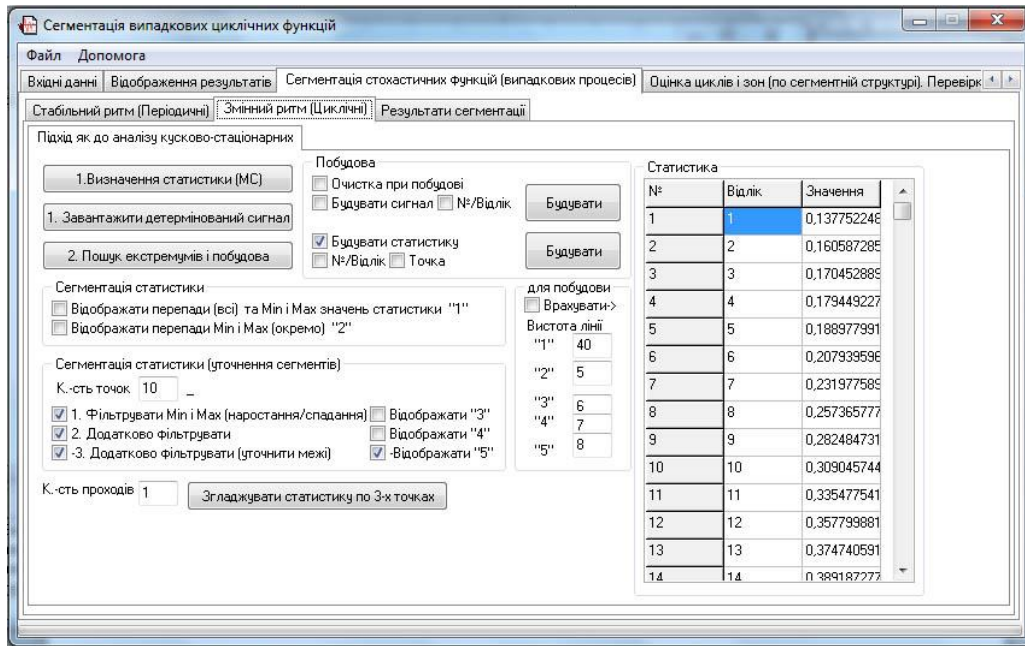 Сегментація випадкових циклічних функцій
Файл Допомога
Вхідні данні Відображення результатів Сегментація стохастичних функцій (випадкових процесів) Оцінка циклів і зон (по сегментній структурі). Перевірк
Стабільний ритм (Періодичні) Змінний ритм (Циклічні) Результати сегментації
Підхід як до аналізу кусково-стаціонарних
1.Визначення статистики (МС)
1. Завантажити детермінований сигнал
2. Пошук екстремумів і побудова
Побудова
Очистка при побудові
Будувати сигнал №/Відлік Будувати
Будувати статистику
№/Відлік Точка Будувати
Сегментація статистики
Відображати перепади (всі) та Min і Max значень статистики "1"
Відображати перепади Min і Max (окремо) "2"
для побудови
Врахувати->
Вистота лінії
"1" 40
"2" 5
"3" 6
"4" 7
"5" 8
Сегментація статистики (уточнення сегментів)
К.-сть точок 10 _
1. Фільтрувати Min і Max (наростання/спадання) Відображати "3"
2. Додатково фільтрувати Відображати "4"
-3. Додатково фільтрувати (уточнити межі) -Відображати "5"
К.-сть проходів 1 Згладжувати статистику по 3-х точках
Статистика
№ Відлік Значення
1 1 0,137752248
2 2 0,160587285
3 3 0,170452889
4 4 0,179449227
5 5 0,188977991
6 6 0,207939596
7 7 0,231977589
8 8 0,257365777
9 9 0,282484731
10 10 0,309045744
11 11 0,335477541
12 12 0,357799881
13 13 0,374740591
14 14 0,389187277